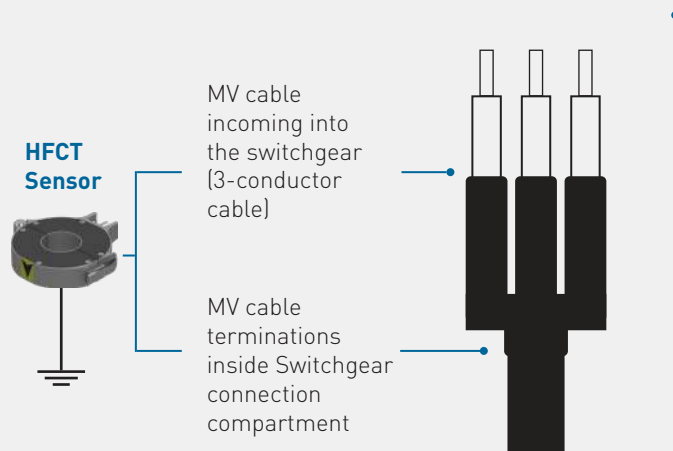 HFCT
Sensor
MV cable
incoming into
the switchgear
(3-conductor
cable)
MV cable
terminations
inside Switchgear
connection
compartment